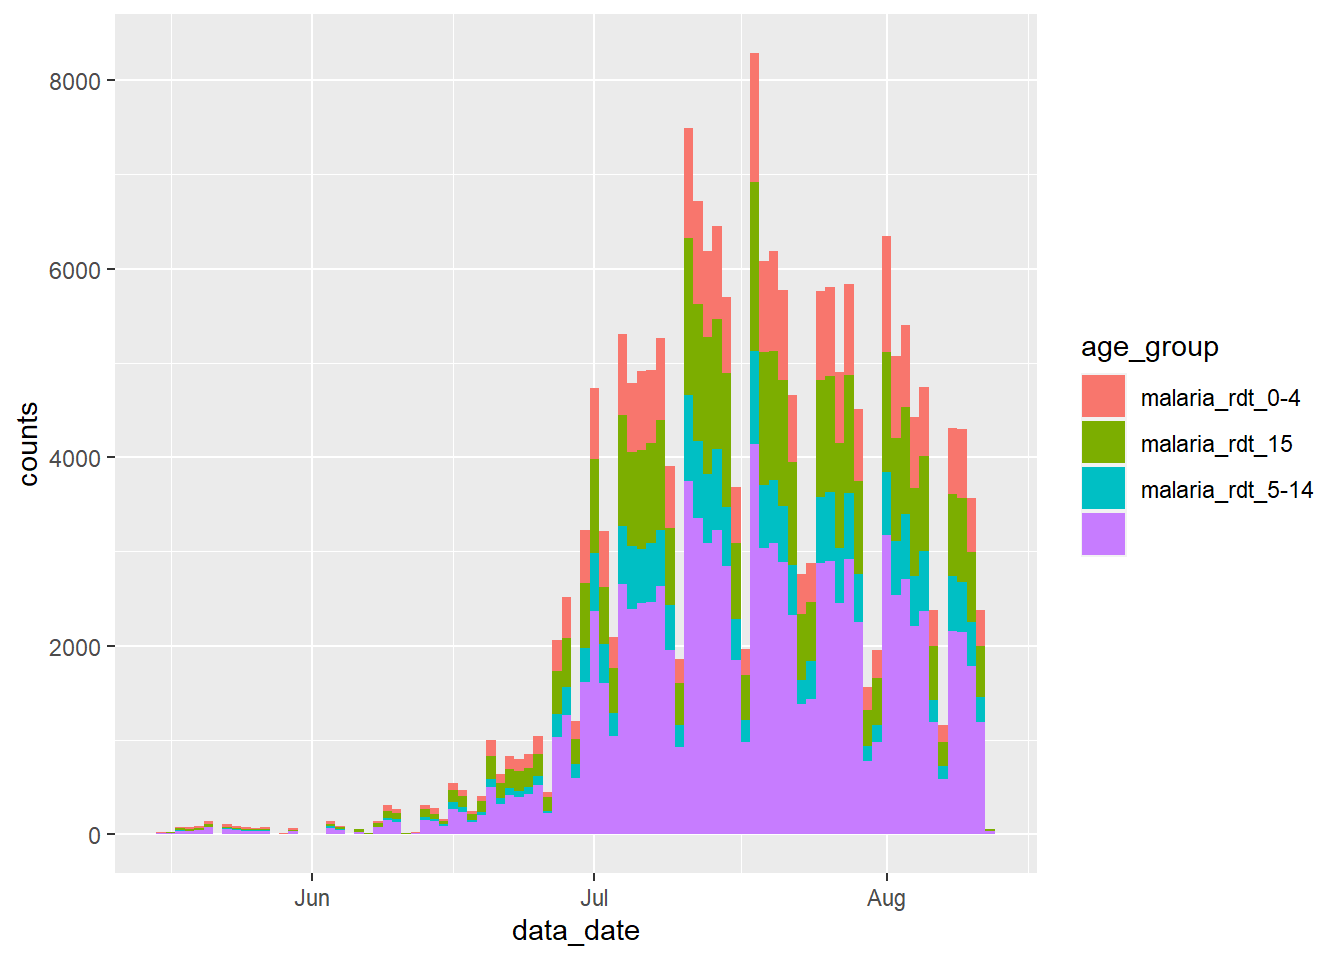 8000
6000
4000
2000
0
counts
Jun
Jul
Aug
data_date
age_group
malaria_rdt_0-4
malaria_rdt_15
malaria_rdt_5-14